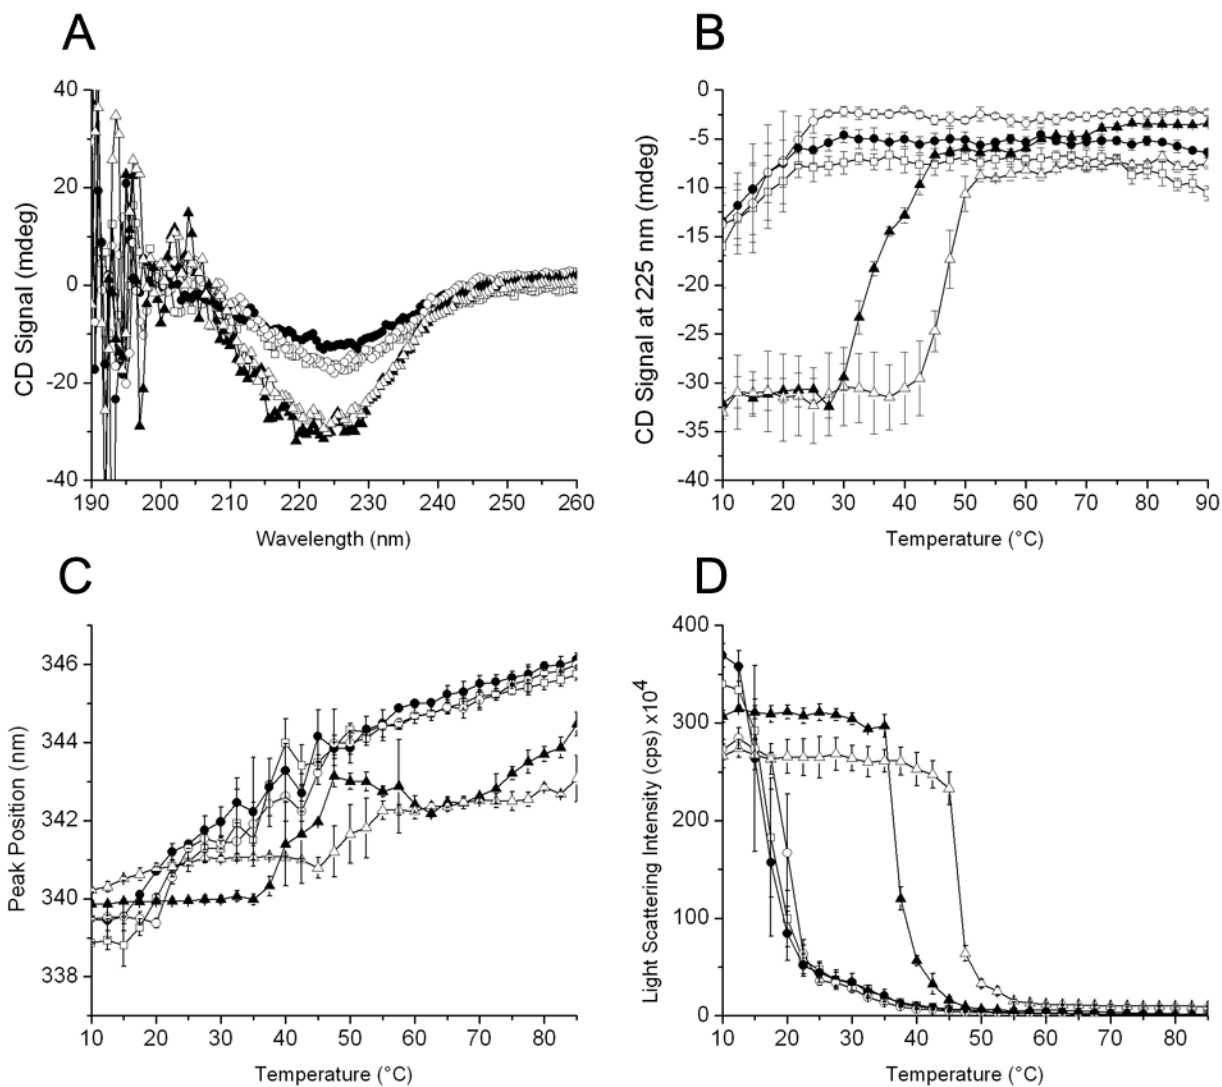 A
40
20
0
-20
-40
CD Signal (mdeg)
190 200 210 220 230 240 250 260
Wavelength (nm)
B
0
-5
-10
-15
-20
-25
-30
-35
-40
CD Signal at 225 nm (mdeg)
10 20 30 40 50 60 70 80 90
Temperature (°C)
C
346
344
342
340
338
Peak Position (nm)
10 20 30 40 50 60 70 80
Temperature (°C)
D
400
300
200
100
0
Light Scattering Intensity (cps) x10⁴
10 20 30 40 50 60 70 80
Temperature (°C)